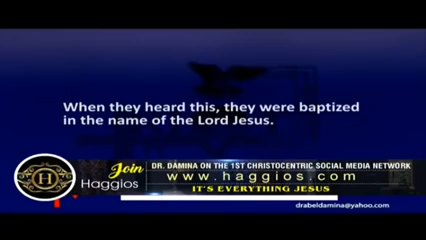 When they heard this, they were baptized
in the name of the Lord Jesus.
H
Join
Haggios
DR. DAMINA ON THE 1ST CHRISTOCENTRIC SOCIAL MEDIA NETWORK
www.haggios.com
IT'S EVERYTHING JESUS
drabeldamina@yahoo.com